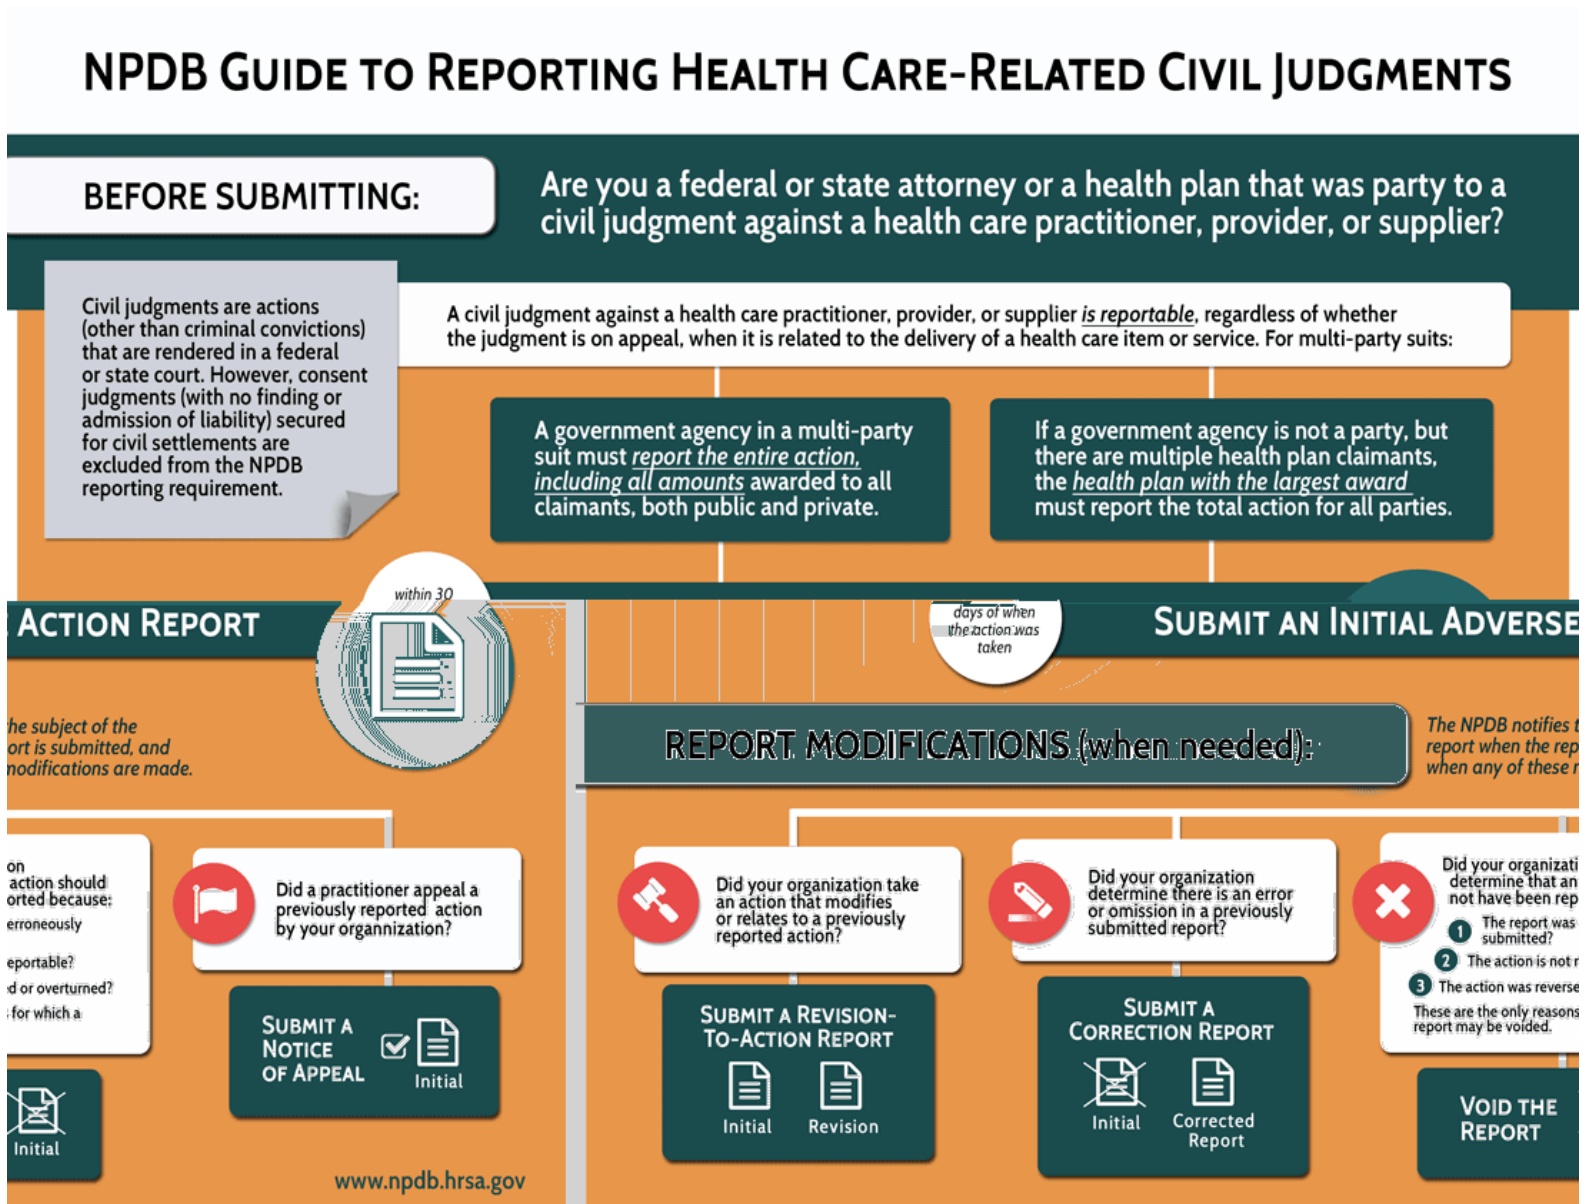 NPDB GUIDE TO REPORTING HEALTH CARE-RELATED CIVIL JUDGMENTS
BEFORE SUBMITTING:
Are you a federal or state attorney or a health plan that was party to a
civil judgment against a health care practitioner, provider, or supplier?
Civil judgments are actions
(other than criminal convictions)
that are rendered in a federal
or state court. However, consent
judgments (with no finding or
admission of liability) secured
for civil settlements are
excluded from the NPDB
reporting requirement.
A civil judgment against a health care practitioner, provider, or supplier is reportable, regardless of whether
the judgment is on appeal, when it is related to the delivery of a health care item or service. For multi-party suits:
A government agency in a multi-party
suit must report the entire action,
including all amounts awarded to all
claimants, both public and private.
If a government agency is not a party, but
there are multiple health plan claimants,
the health plan with the largest award
must report the total action for all parties.
ACTION REPORT
within 30
days of when
the action was
taken
SUBMIT AN INITIAL ADVERSE
he subject of the
ort is submitted, and
modifications are made.
REPORT MODIFICATIONS (when needed):
The NPDB notifies t
report when the rep
when any of these r
on
action should
orted because:
erroneously
eportable?
d or overturned?
for which a
Initial
Did a practitioner appeal a
previously reported action
by your organnization?
SUBMIT A
NOTICE
OF APPEAL
Initial
www.npdb.hrsa.gov
Did your organization take
an action that modifies
or relates to a previously
reported action?
SUBMIT A REVISION-
TO-ACTION REPORT
Initial
Revision
Did your organization
determine there is an error
or omission in a previously
submitted report?
SUBMIT A
CORRECTION REPORT
Initial
Corrected
Report
Did your organizati
determine that an
not have been rep
1 The report was
submitted?
2 The action is not r
3 The action was reverse
These are the only reasons
report may be voided.
VOID THE
REPORT